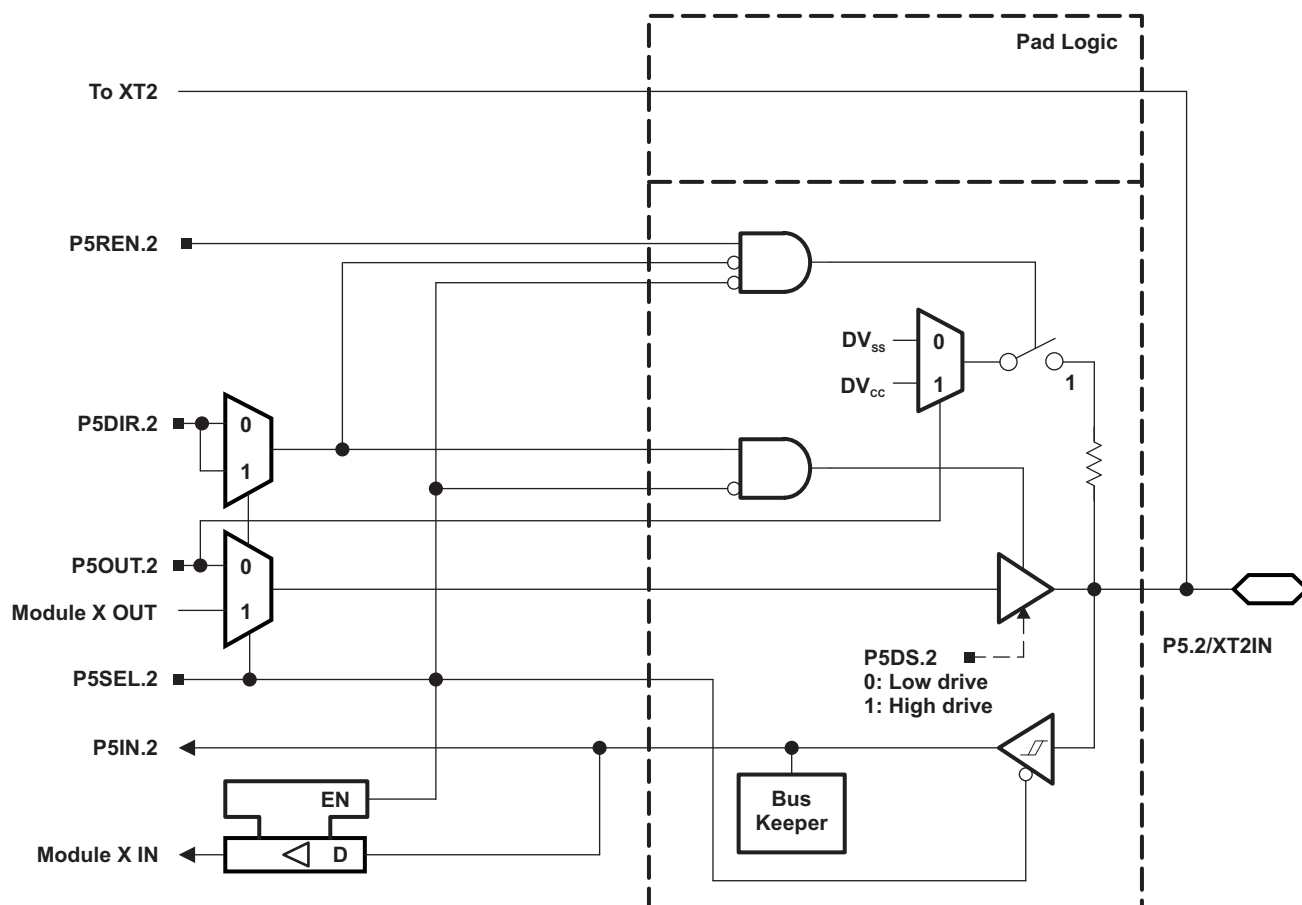 Pad Logic
To XT2
P5REN.2
DV_SS
0
DV_CC
1
1
P5DIR.2
0
1
P5OUT.2
0
Module X OUT
1
P5DS.2
0: Low drive
1: High drive
P5.2/XT2IN
P5SEL.2
P5IN.2
EN
Bus
Keeper
Module X IN
D